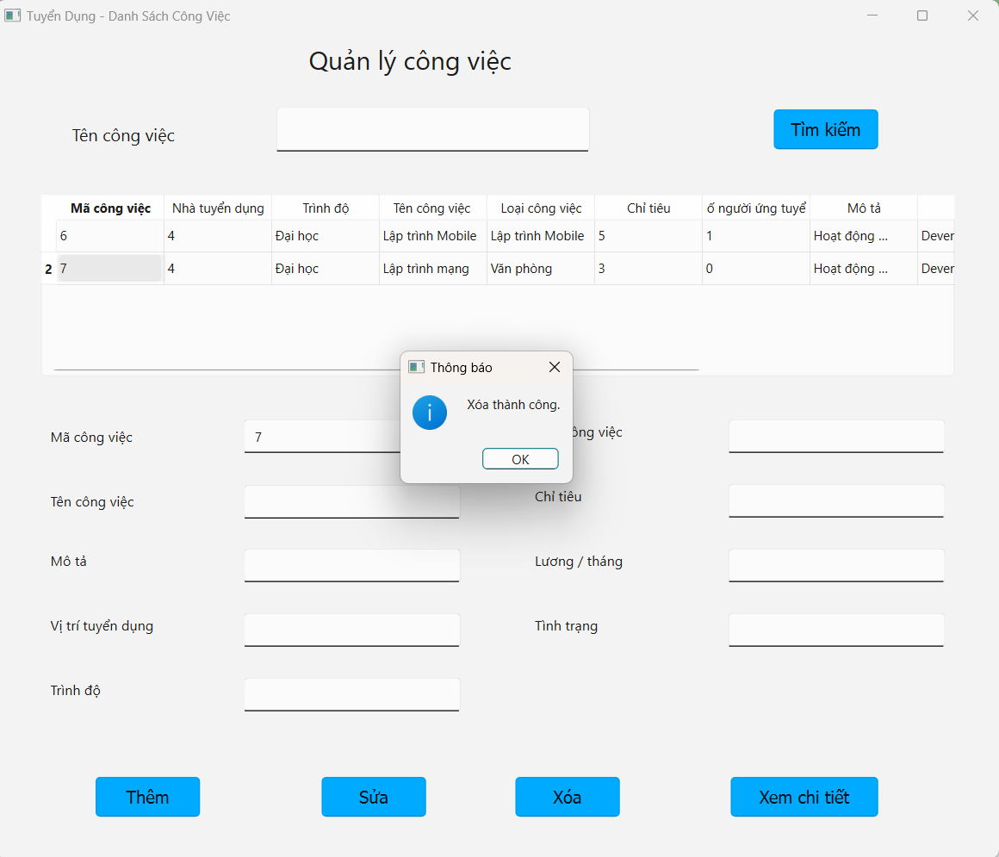 Tuyển Dụng - Danh Sách Công Việc
Quản lý công việc
Tên công việc
Tìm kiếm
Mã công việc Nhà tuyển dụng Trình độ Tên công việc Loại công việc Chỉ tiêu ố người ứng tuyể Mô tả
6 4 Đại học Lập trình Mobile Lập trình Mobile 5 1 Hoạt động ... Dever
2 7 4 Đại học Lập trình mạng Văn phòng 3 0 Hoạt động ... Dever
Thông báo
Xóa thành công.
OK
Mã công việc 7 ông việc
Tên công việc Chỉ tiêu
Mô tả Lương / tháng
Vị trí tuyển dụng Tình trạng
Trình độ
Thêm Sửa Xóa Xem chi tiết